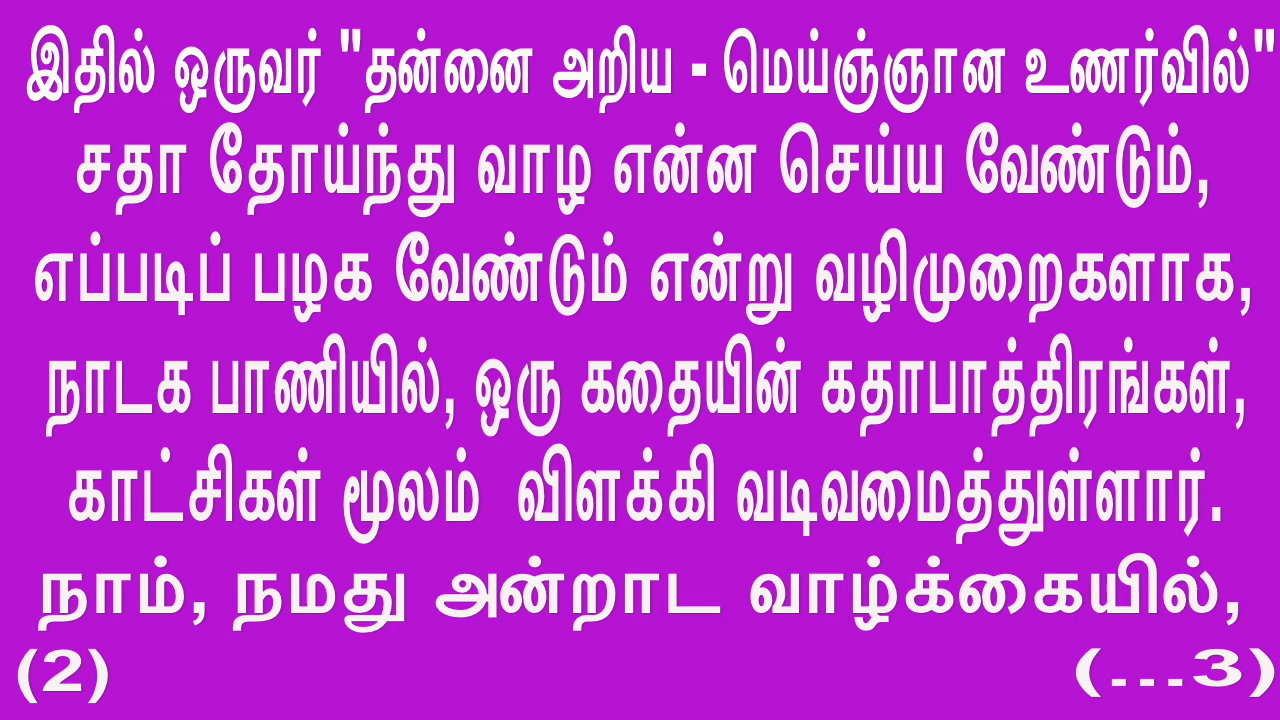 இதில் ஒருவர் "தன்னை அறிய - மெய்ஞ்ஞான உணர்வில்"
சதா தோய்ந்து வாழ என்ன செய்ய வேண்டும்,
எப்படிப் பழக வேண்டும் என்று வழிமுறைகளாக,
நாடக பாணியில், ஒரு கதையின் கதாபாத்திரங்கள்,
காட்சிகள் மூலம் விளக்கி வடிவமைத்துள்ளார்.
நாம், நமது அன்றாட வாழ்க்கையில்,
(2) (---3)